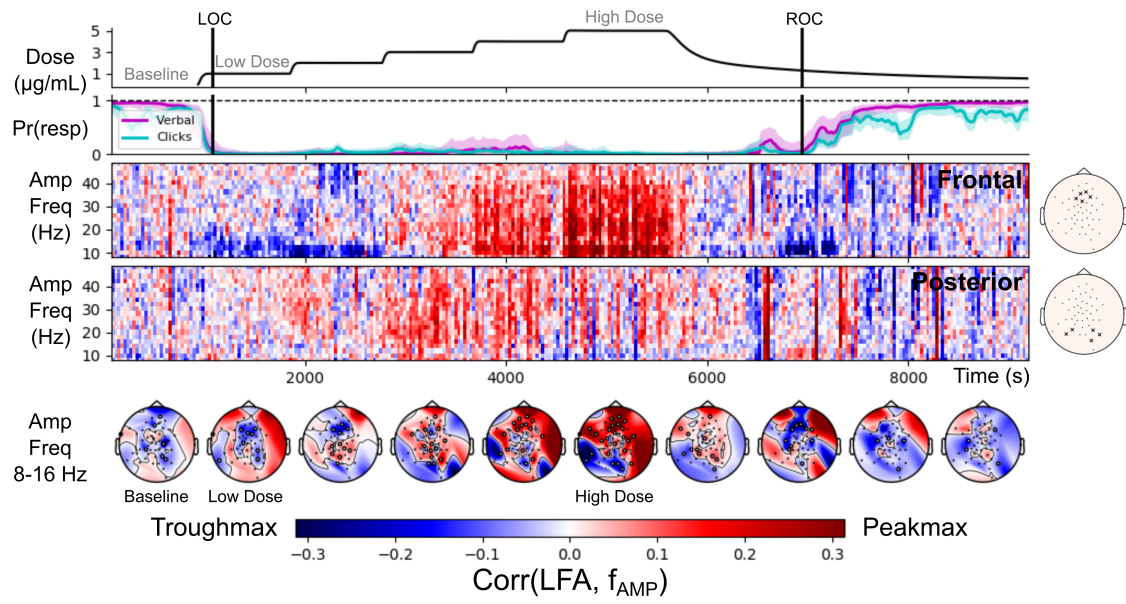 LOC
ROC
High Dose
Low Dose
Baseline
Dose
(µg/mL)
5
3
1
Pr(resp)
1
0
Verbal
Clicks
Amp
Freq
(Hz)
40
30
20
10
Frontal
Amp
Freq
(Hz)
40
30
20
10
Posterior
2000
4000
6000
8000
Time (s)
Amp
Freq
8-16 Hz
Baseline
Low Dose
High Dose
Troughmax
Peakmax
−0.3
−0.2
−0.1
0.0
0.1
0.2
0.3
Corr(LFA, fAMP)